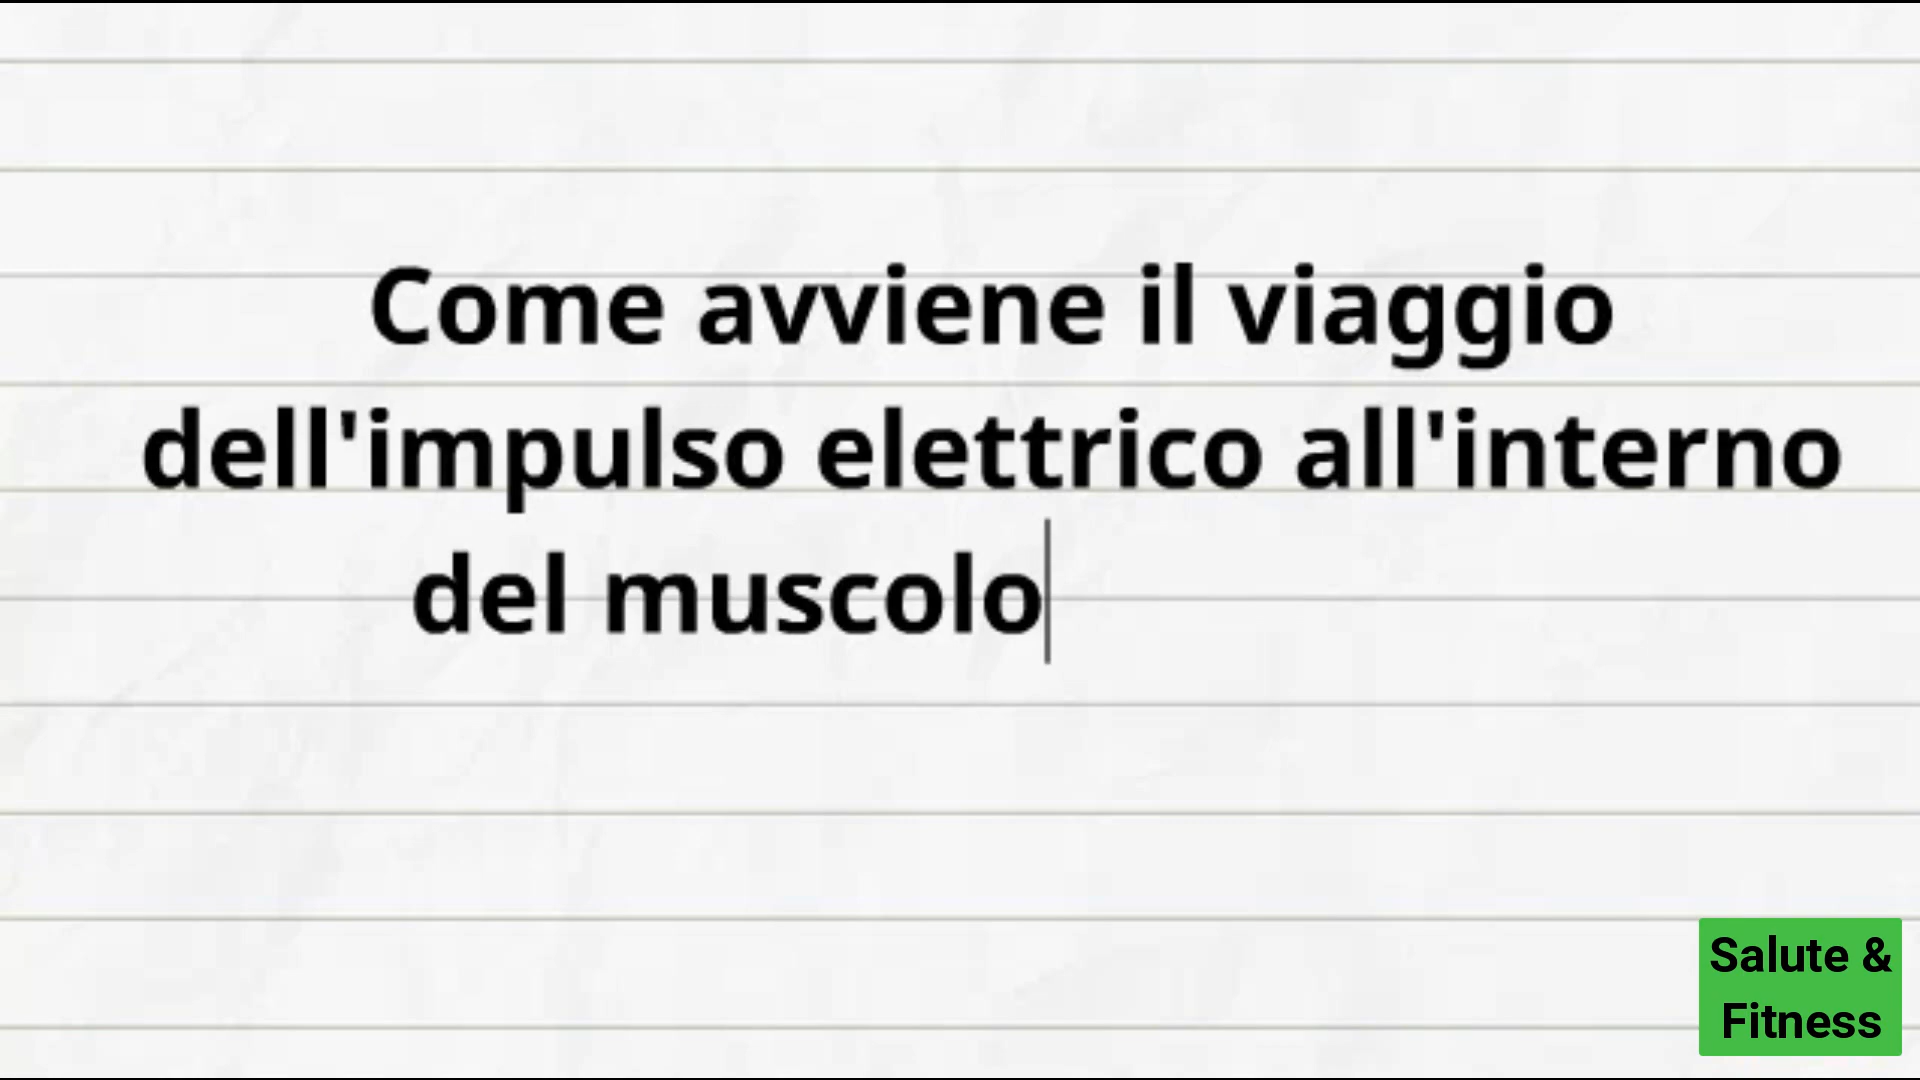 Come avviene il viaggio
dell'impulso elettrico all'interno
del muscolo
Salute &
Fitness